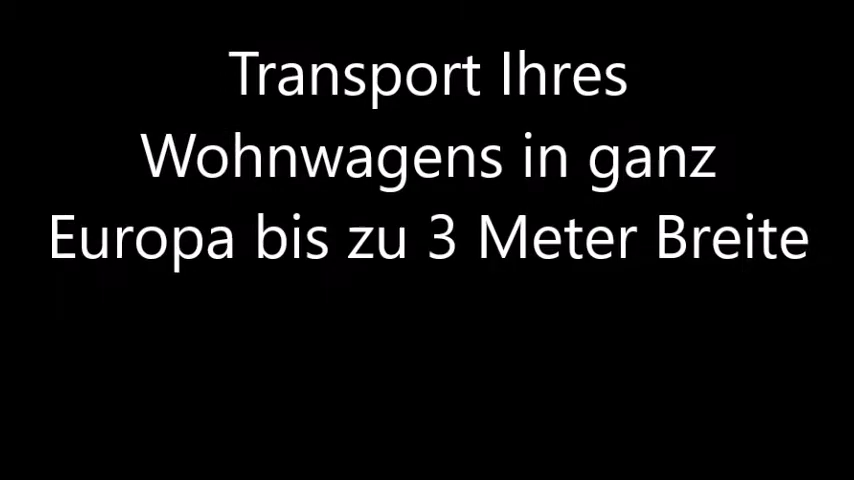 Transport Ihres
Wohnwagens in ganz
Europa bis zu 3 Meter Breite